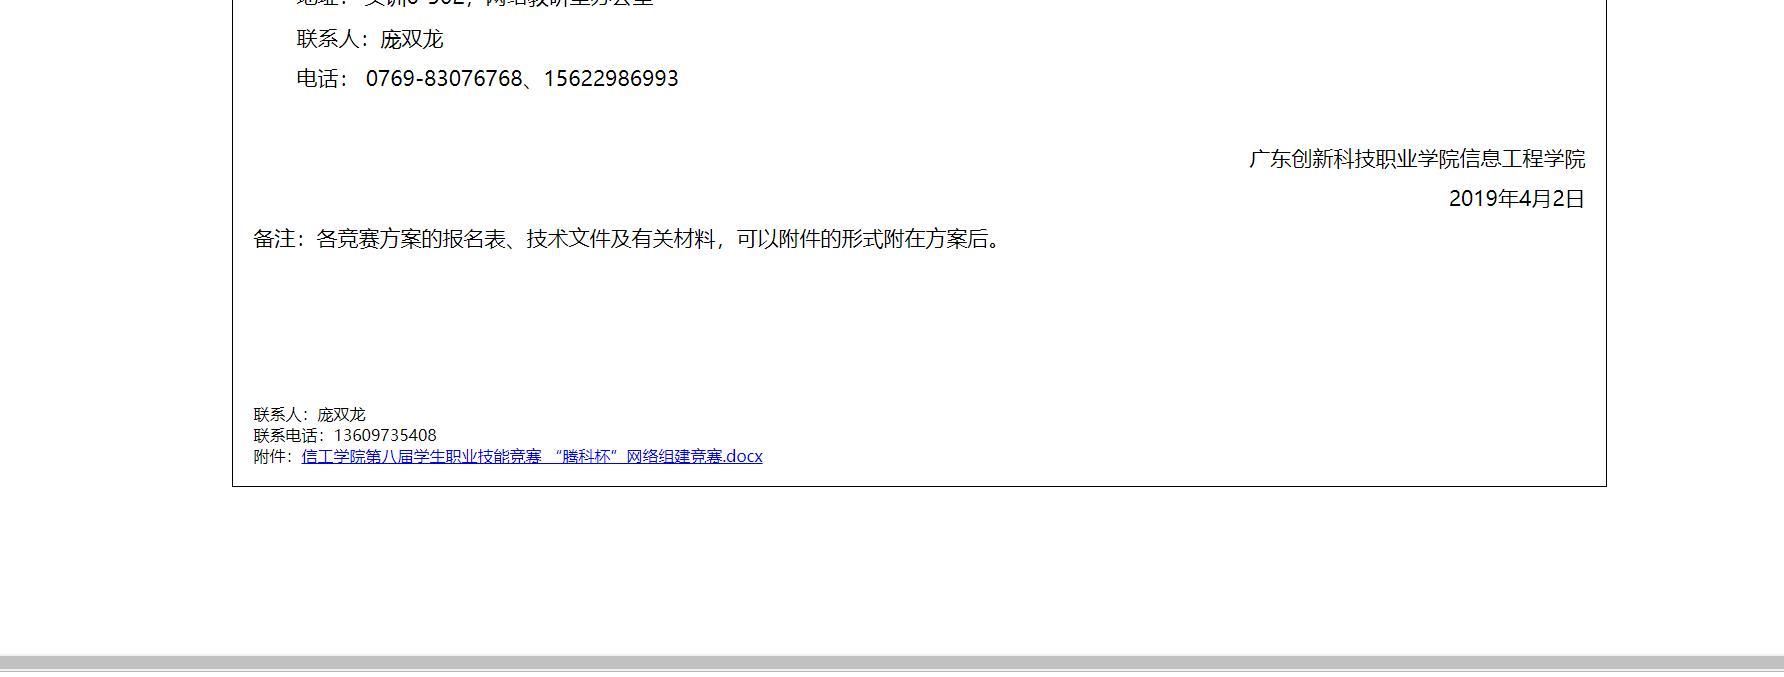 联系人：庞双龙
电话： 0769-83076768、15622986993
广东创新科技职业学院信息工程学院
2019年4月2日
备注：各竞赛方案的报名表、技术文件及有关材料，可以附件的形式附在方案后。
联系人：庞双龙
联系电话：13609735408
附件：信工学院第八届学生职业技能竞赛 “腾科杯”网络组建竞赛.docx